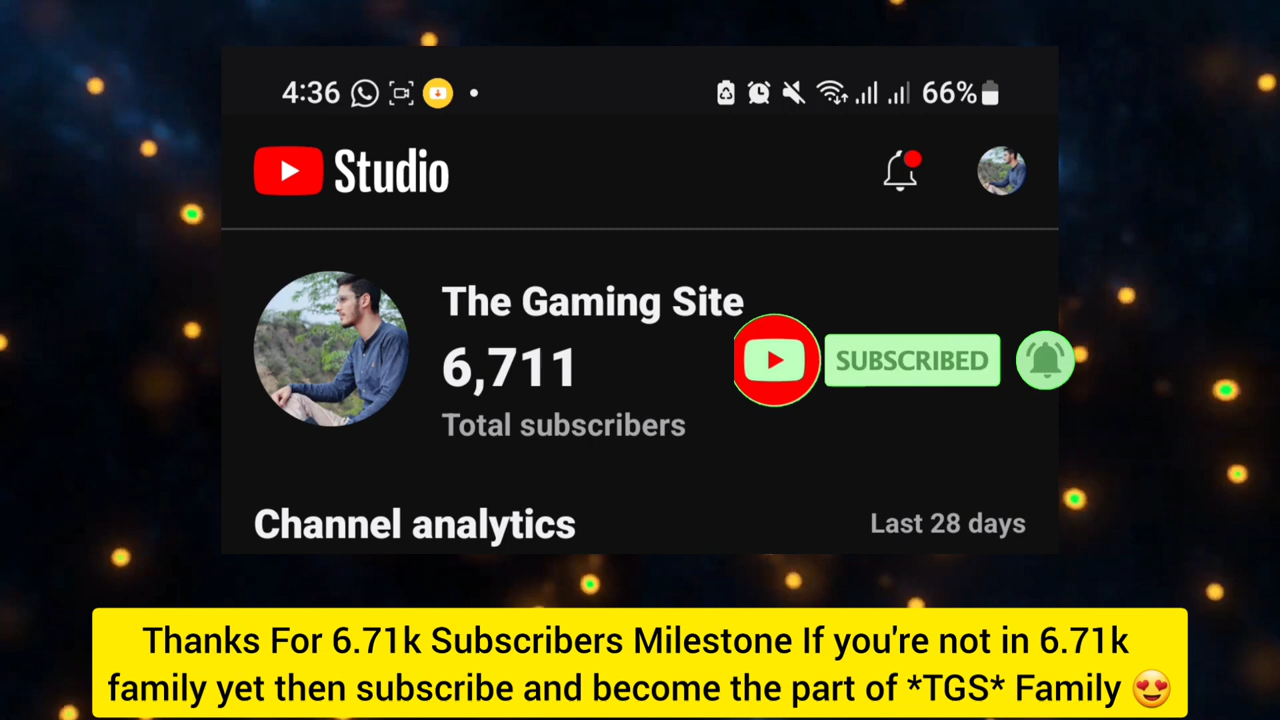 4:36 66%
Studio
The Gaming Site
6,711
SUBSCRIBED
Total subscribers
Channel analytics Last 28 days
Thanks For 6.71k Subscribers Milestone If you're not in 6.71k
family yet then subscribe and become the part of *TGS* Family 😍